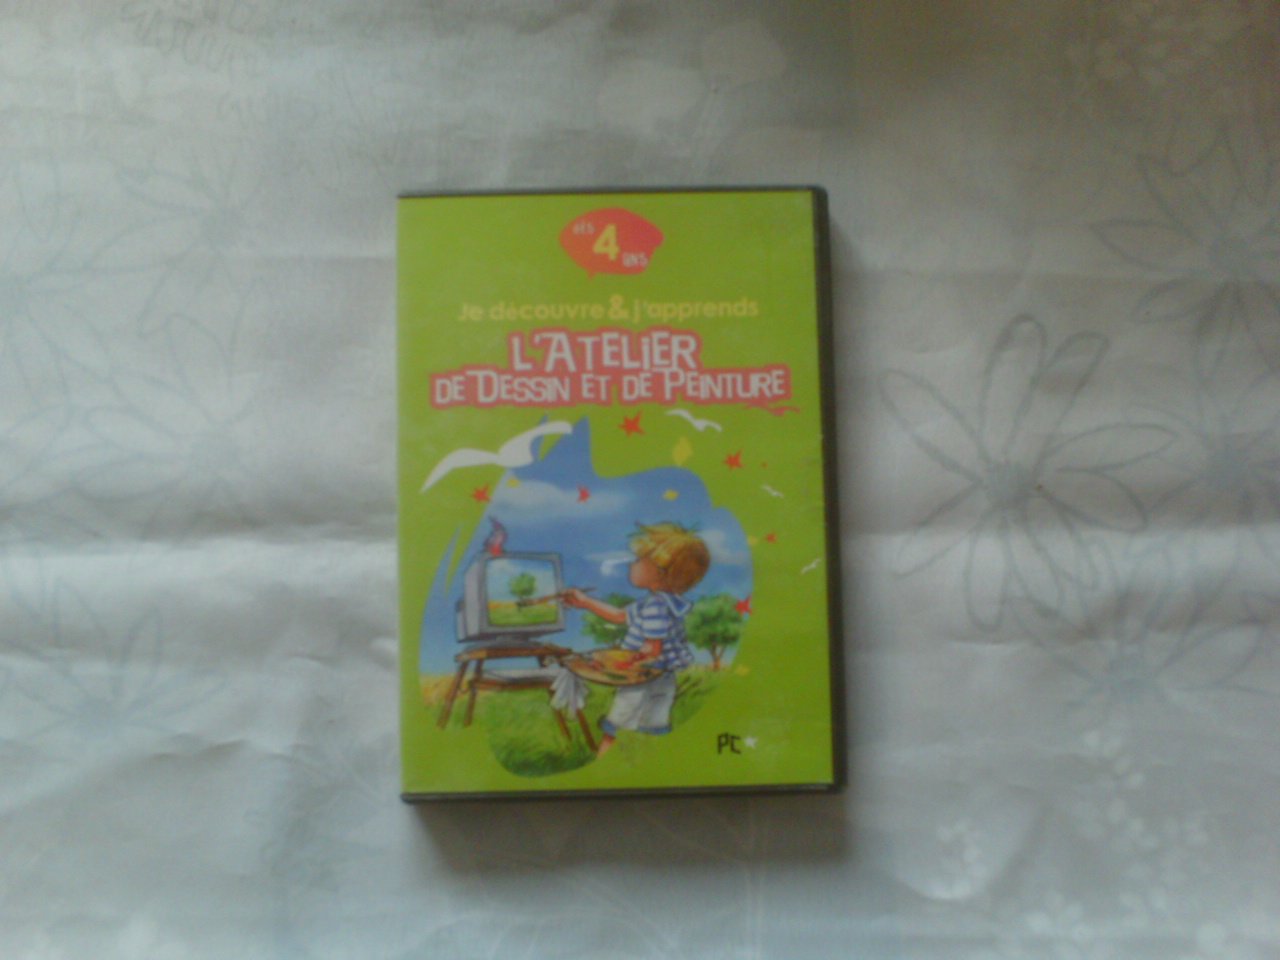 dès
4
ans
Je découvre & j'apprends
L'ATELIER
DE DESSIN ET DE PEINTURE
PC